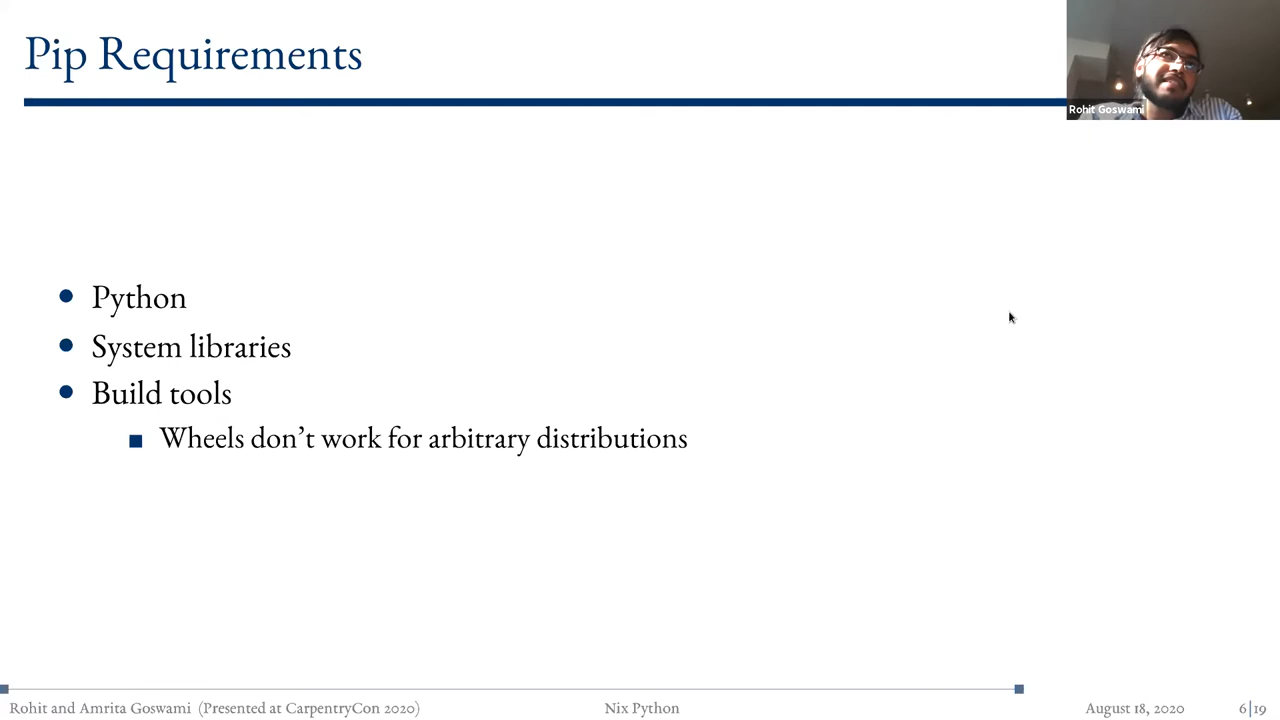 Pip Requirements
Rohit Goswami
Python
System libraries
Build tools
Wheels don’t work for arbitrary distributions
Rohit and Amrita Goswami (Presented at CarpentryCon 2020) Nix Python August 18, 2020 6|19